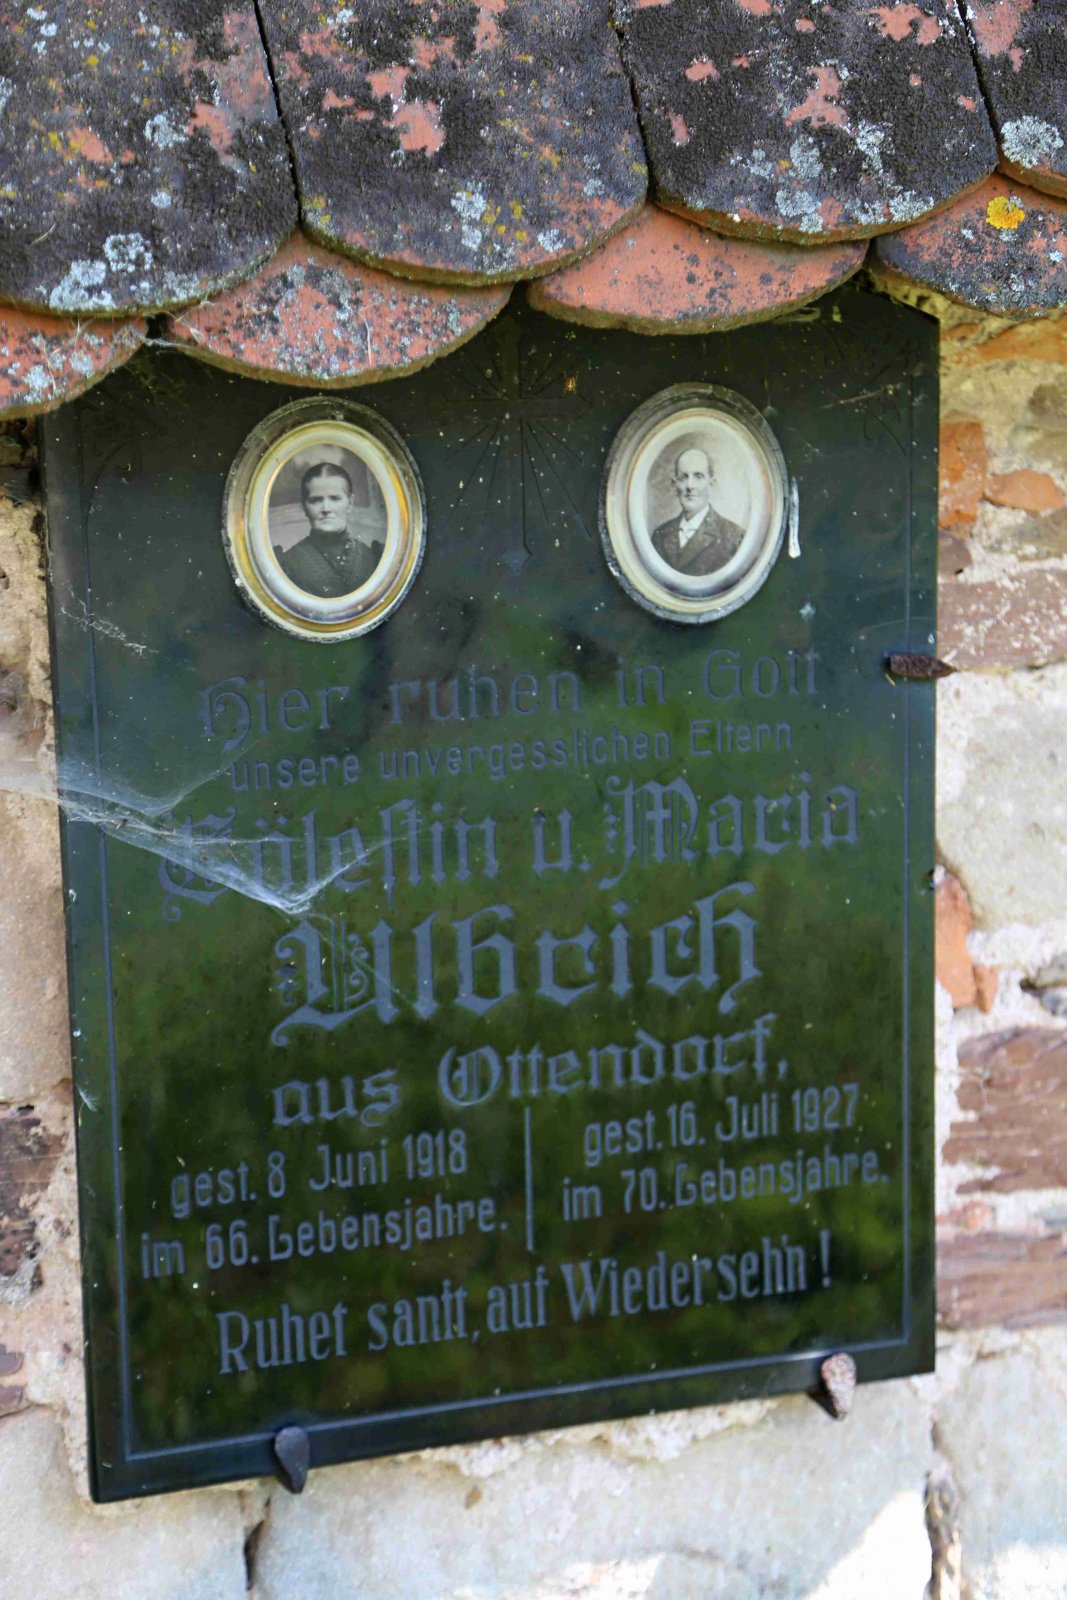 Hier ruhen in Gott
unsere unvergesslichen Eltern
Cölestin u. Maria
Ulbrich
aus Ottendorf,
gest. 8 Juni 1918
im 66. Lebensjahre.
gest. 16. Juli 1927
im 70. Lebensjahre.
Ruhet sanft, auf Wiederseh'n!